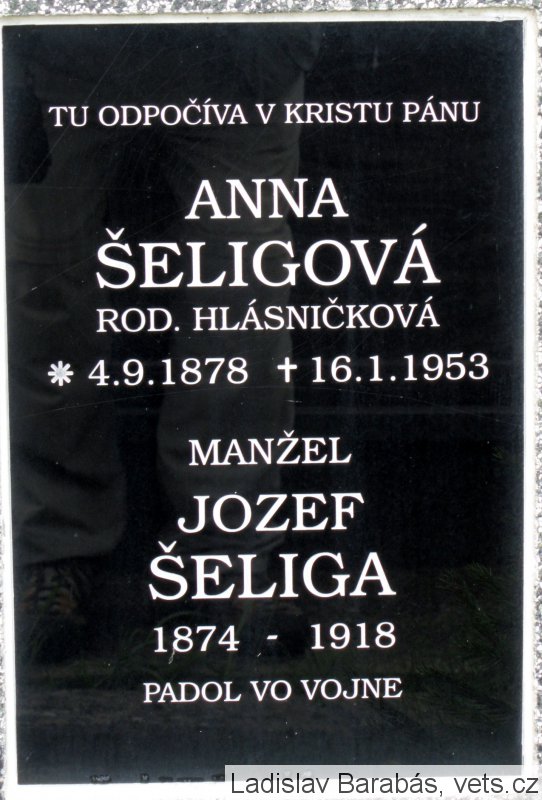 TU ODPOČÍVA V KRISTU PÁNU
ANNA
ŠELIGOVÁ
ROD. HLÁSNIČKOVÁ
* 4.9.1878 ✝ 16.1.1953
MANŽEL
JOZEF
ŠELIGA
1874 - 1918
PADOL VO VOJNE
Ladislav Barabás, vets.cz